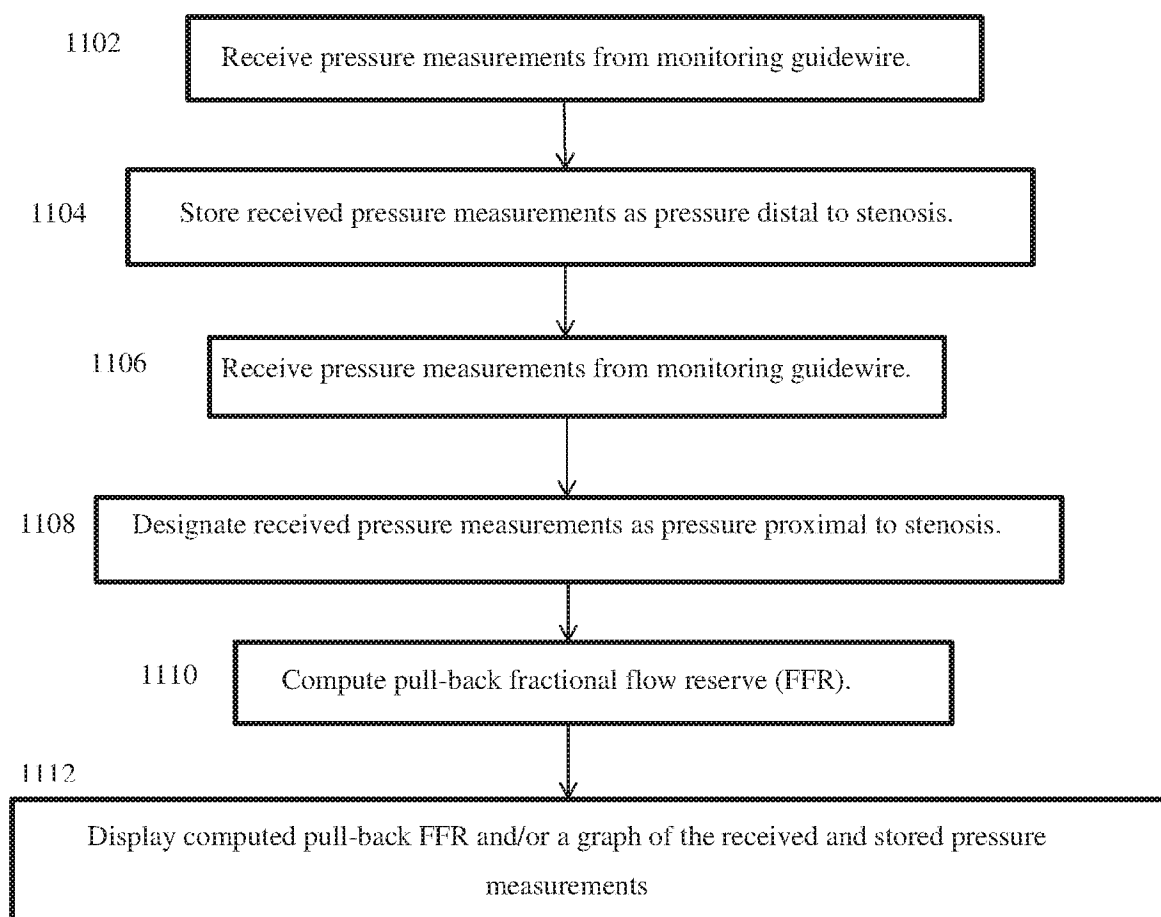 1102
Receive pressure measurements from monitoring guidewire.
1104
Store received pressure measurements as pressure distal to stenosis.
1106
Receive pressure measurements from monitoring guidewire.
1108
Designate received pressure measurements as pressure proximal to stenosis.
1110
Compute pull-back fractional flow reserve (FFR).
1112
Display computed pull-back FFR and/or a graph of the received and stored pressure
measurements